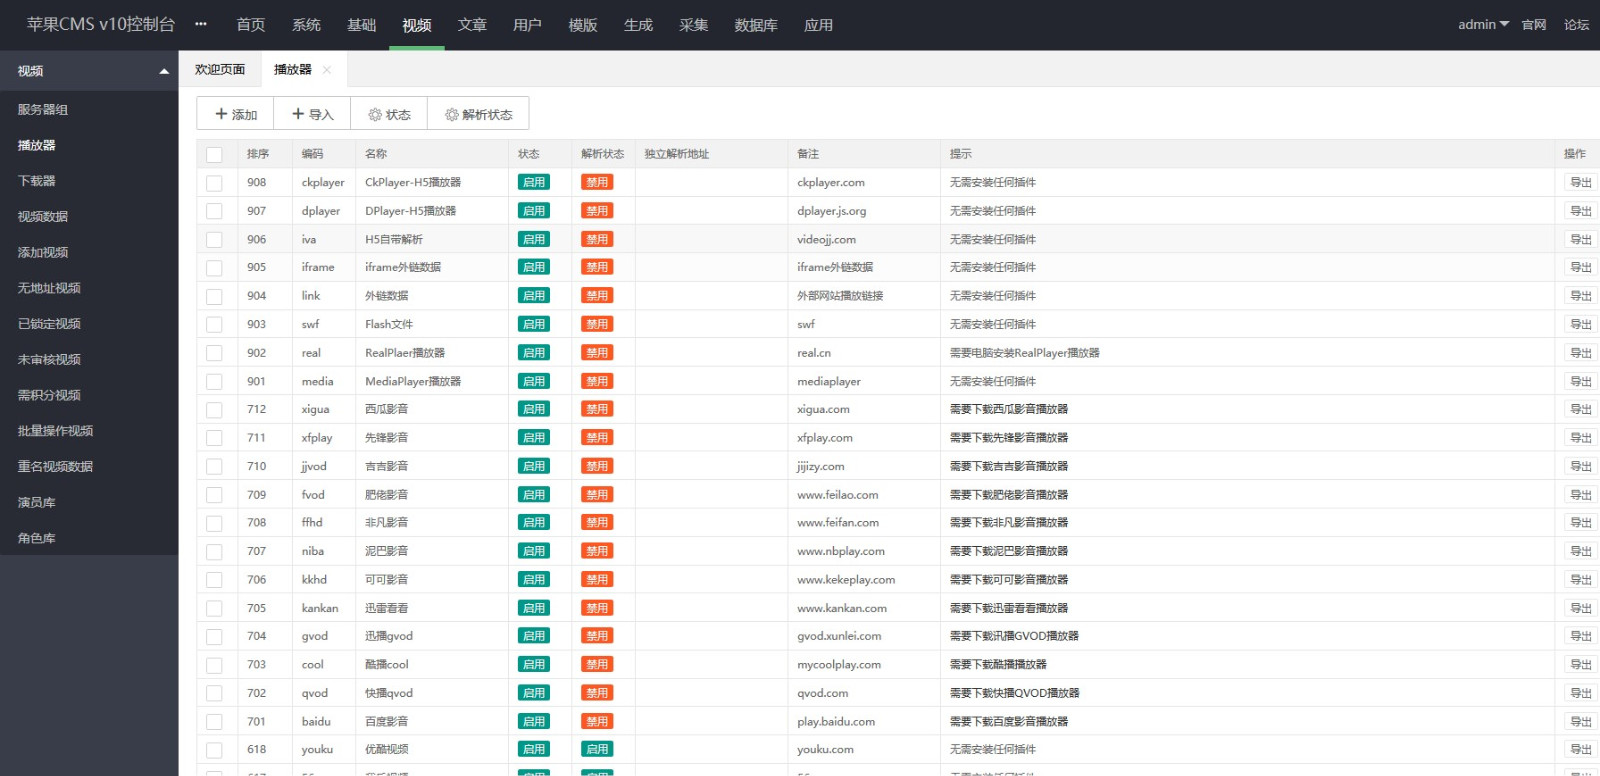 苹果CMS v10控制台 ··· 首页 系统 基础 视频 文章 用户 模版 生成 采集 数据库 应用 admin 官网 论坛
视频
服务器组
播放器
下载器
视频数据
添加视频
无地址视频
已锁定视频
未审核视频
需积分视频
批量操作视频
重名视频数据
演员库
角色库
欢迎页面 播放器
添加 导入 状态 解析状态
排序 编码 名称 状态 解析状态 独立解析地址 备注 提示 操作
908 ckplayer CkPlayer-H5播放器 启用 禁用 ckplayer.com 无需安装任何插件 导出
907 dplayer DPlayer-H5播放器 启用 禁用 dplayer.js.org 无需安装任何插件 导出
906 iva H5自带解析 启用 禁用 videojj.com 无需安装任何插件 导出
905 iframe iframe外链数据 启用 禁用 iframe外链数据 无需安装任何插件 导出
904 link 外链数据 启用 禁用 外部网站播放链接 无需安装任何插件 导出
903 swf Flash文件 启用 禁用 swf 无需安装任何插件 导出
902 real RealPlaer播放器 启用 禁用 real.cn 需要电脑安装RealPlayer播放器 导出
901 media MediaPlayer播放器 启用 禁用 mediaplayer 无需安装任何插件 导出
712 xigua 西瓜影音 启用 禁用 xigua.com 需要下载西瓜影音播放器 导出
711 xfplay 先锋影音 启用 禁用 xfplay.com 需要下载先锋影音播放器 导出
710 jjvod 吉吉影音 启用 禁用 jijizy.com 需要下载吉吉影音播放器 导出
709 fvod 肥佬影音 启用 禁用 www.feilao.com 需要下载肥佬影音播放器 导出
708 ffhd 非凡影音 启用 禁用 www.feifan.com 需要下载非凡影音播放器 导出
707 niba 泥巴影音 启用 禁用 www.nbplay.com 需要下载泥巴影音播放器 导出
706 kkhd 可可影音 启用 禁用 www.kekeplay.com 需要下载可可影音播放器 导出
705 kankan 迅雷看看 启用 禁用 www.kankan.com 需要下载迅雷看看播放器 导出
704 gvod 迅播gvod 启用 禁用 gvod.xunlei.com 需要下载讯播GVOD播放器 导出
703 cool 酷播cool 启用 禁用 mycoolplay.com 需要下载酷播播放器 导出
702 qvod 快播qvod 启用 禁用 qvod.com 需要下载快播QVOD播放器 导出
701 baidu 百度影音 启用 禁用 play.baidu.com 需要下载百度影音播放器 导出
618 youku 优酷视频 启用 启用 youku.com 无需安装任何插件 导出